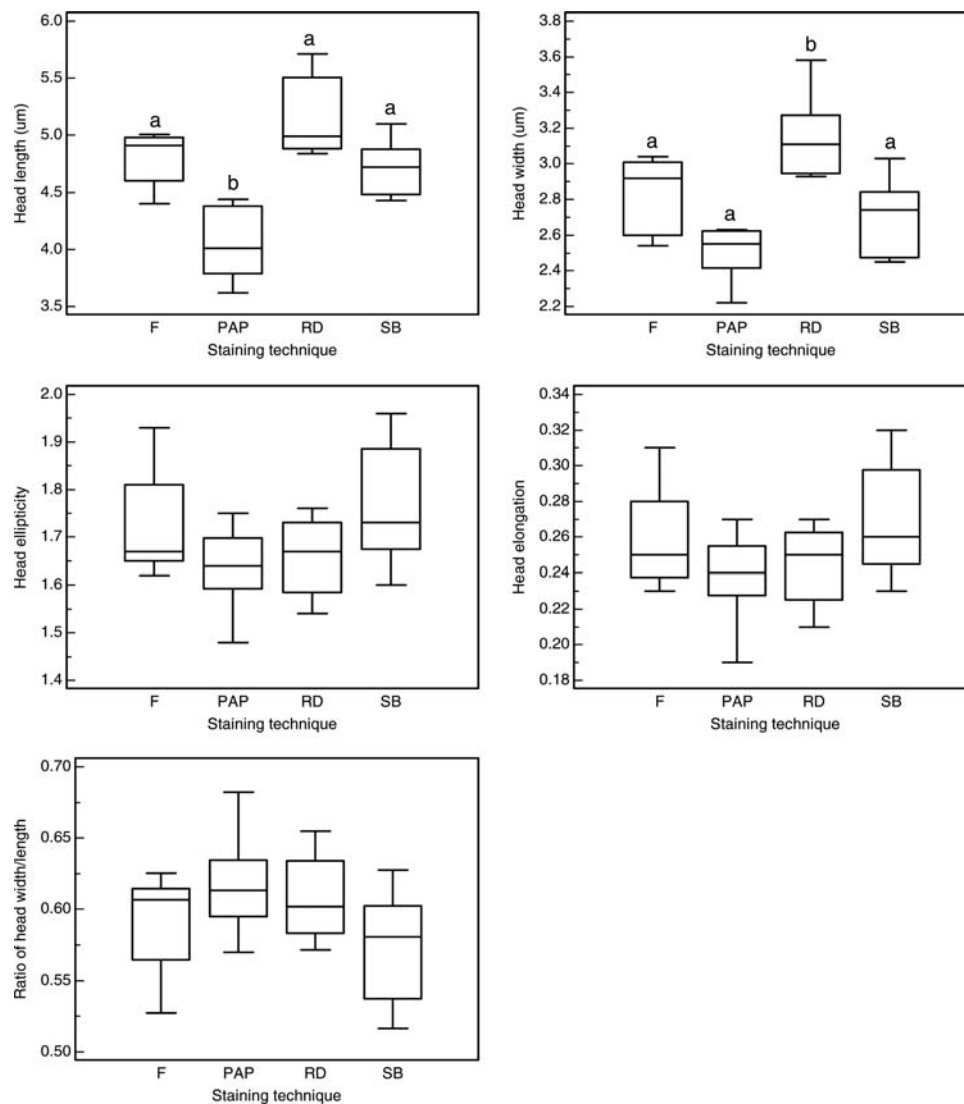 Head length (um)
6.0
5.5
5.0
4.5
4.0
3.5
a
b
a
a
F PAP RD SB
Staining technique
Head width (um)
3.8
3.6
3.4
3.2
3.0
2.8
2.6
2.4
2.2
a
a
b
a
F PAP RD SB
Staining technique
Head ellipticity
2.0
1.9
1.8
1.7
1.6
1.5
1.4
F PAP RD SB
Staining technique
Head elongation
0.34
0.32
0.30
0.28
0.26
0.24
0.22
0.20
0.18
F PAP RD SB
Staining technique
Ratio of head width/length
0.70
0.65
0.60
0.55
0.50
F PAP RD SB
Staining technique